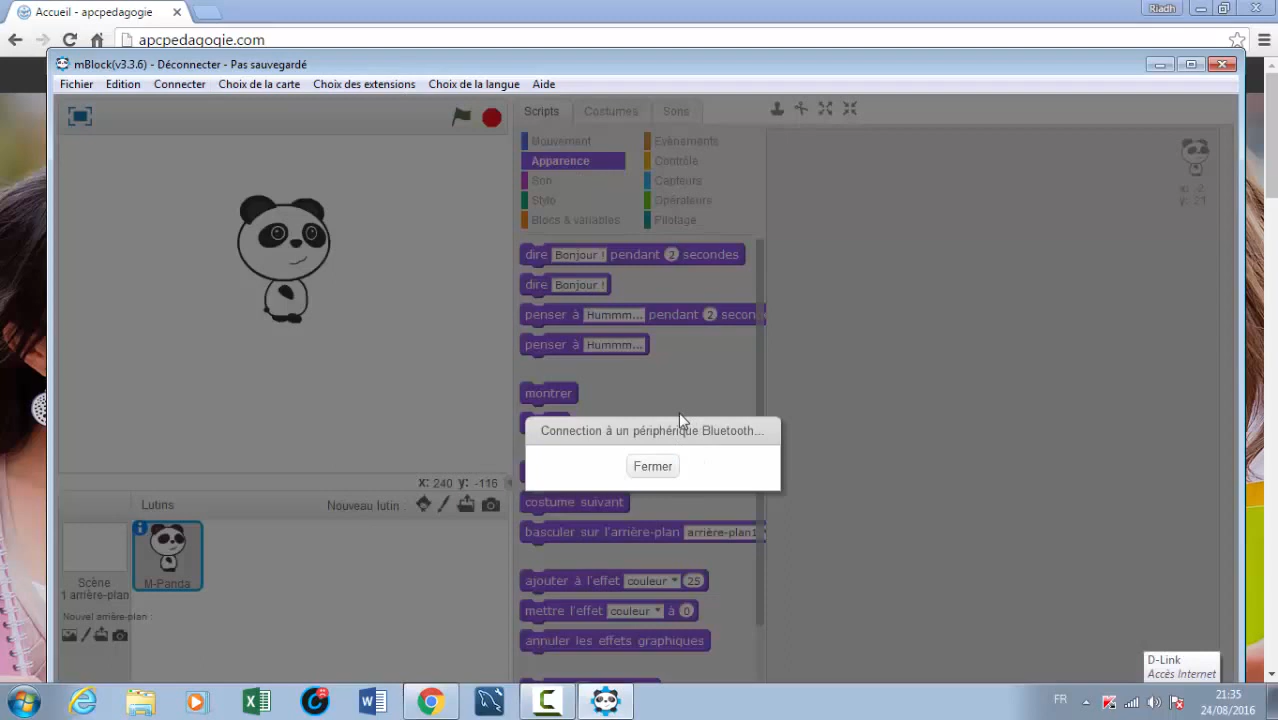 Accueil - apcpedagogie
Riadh
apcpedagogie.com
mBlock(v3.3.6) - Déconnecter - Pas sauvegardé
Fichier Edition Connecter Choix de la carte Choix des extensions Choix de la langue Aide
Scripts Costumes Sons
Mouvement Evènements
Apparence Contrôle
Son Capteurs
Stylo Opérateurs
Blocs & variables Pilotage
x: -2
y: 21
dire Bonjour ! pendant 2 secondes
dire Bonjour !
penser à Hummm... pendant 2 secon
penser à Hummm...
montrer
Connection à un périphérique Bluetooth...
Fermer
x: 240 y: -116
costume suivant
basculer sur l'arrière-plan arrière-plan1
ajouter à l'effet couleur 25
mettre l'effet couleur à 0
annuler les effets graphiques
Lutins Nouveau lutin :
Scène
1 arrière-plan
M-Panda
Nouvel arrière-plan :
D-Link
Accès Internet
FR
21:35
24/08/2016